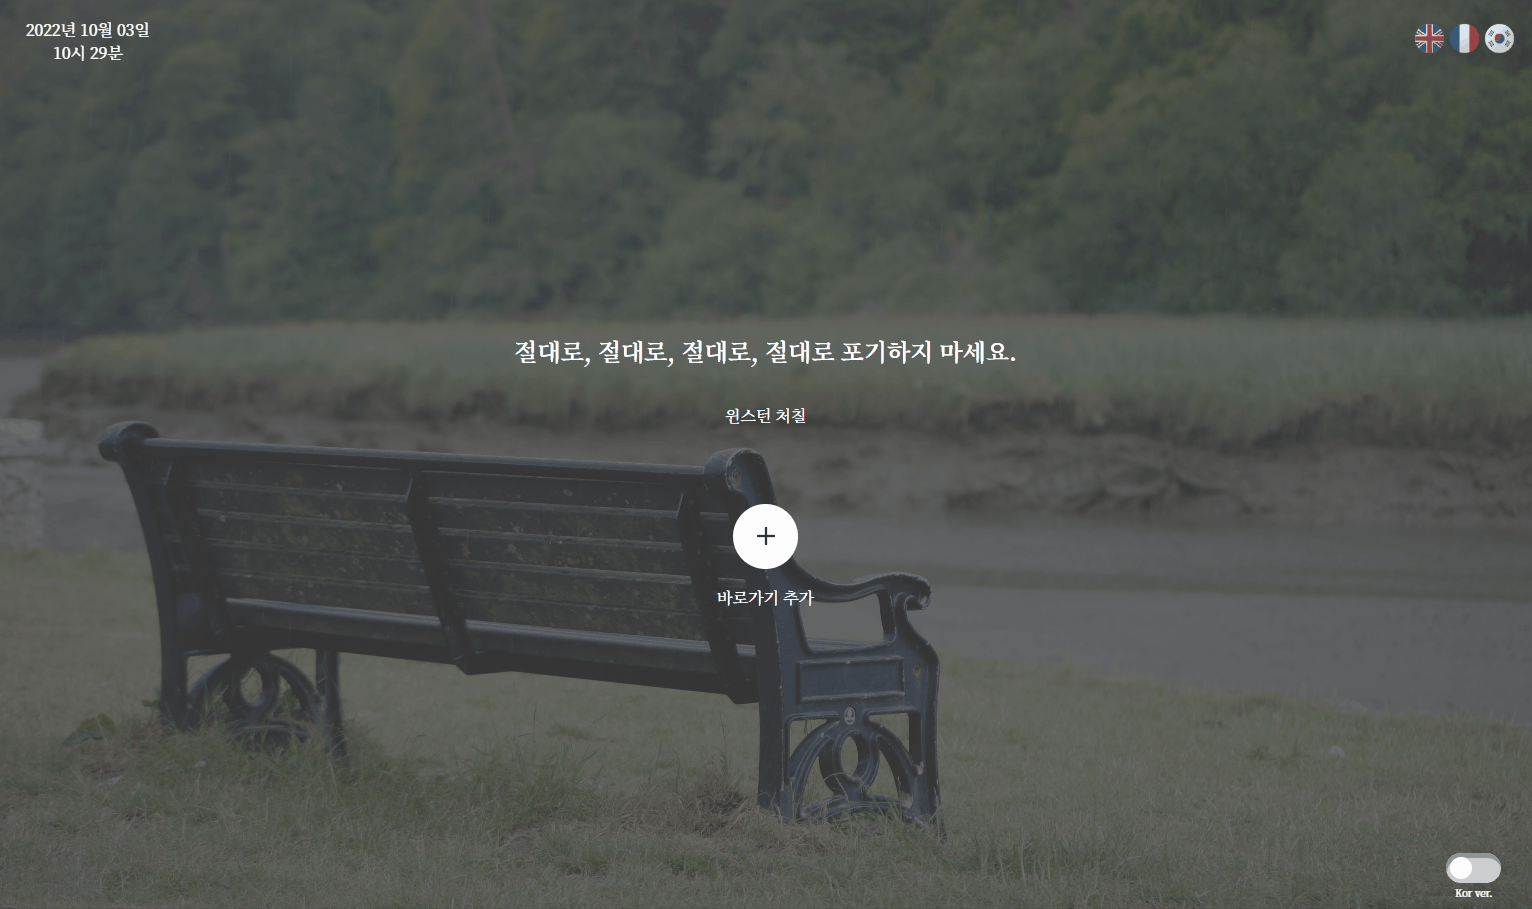 2022년 10월 03일
10시 29분
절대로, 절대로, 절대로, 절대로 포기하지 마세요.
윈스턴 처칠
바로가기 추가
Kor ver.